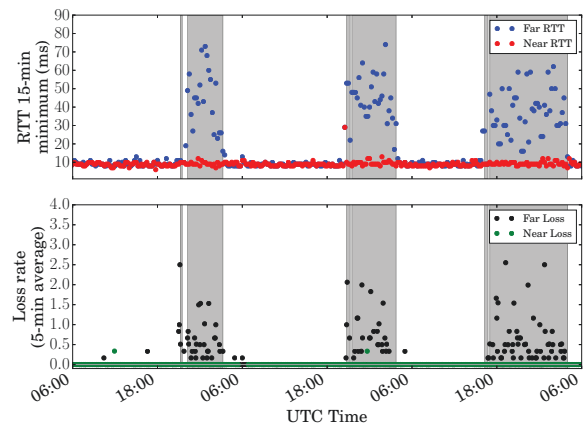 90
80
70
60
50
40
30
20
10
RTT 15-min
minimum (ms)
Far RTT
Near RTT
4.0
3.5
3.0
2.5
2.0
1.5
1.0
0.5
0.0
Loss rate
(5-min average)
Far Loss
Near Loss
06:00
18:00
06:00
18:00
06:00
18:00
06:00
UTC Time